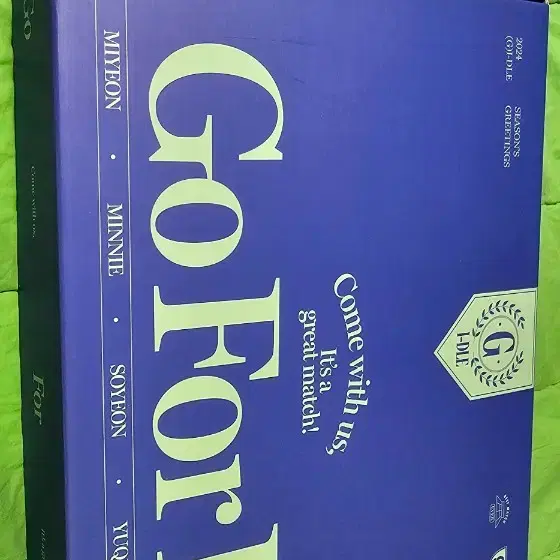 2024
(G)I-DLE
SEASON'S
GREETINGS
G
I-DLE
Come with us,
It's a
great match!
Go For
MIYEON · MINNIE · SOYEON · YUQ
Go
Come with us,
For